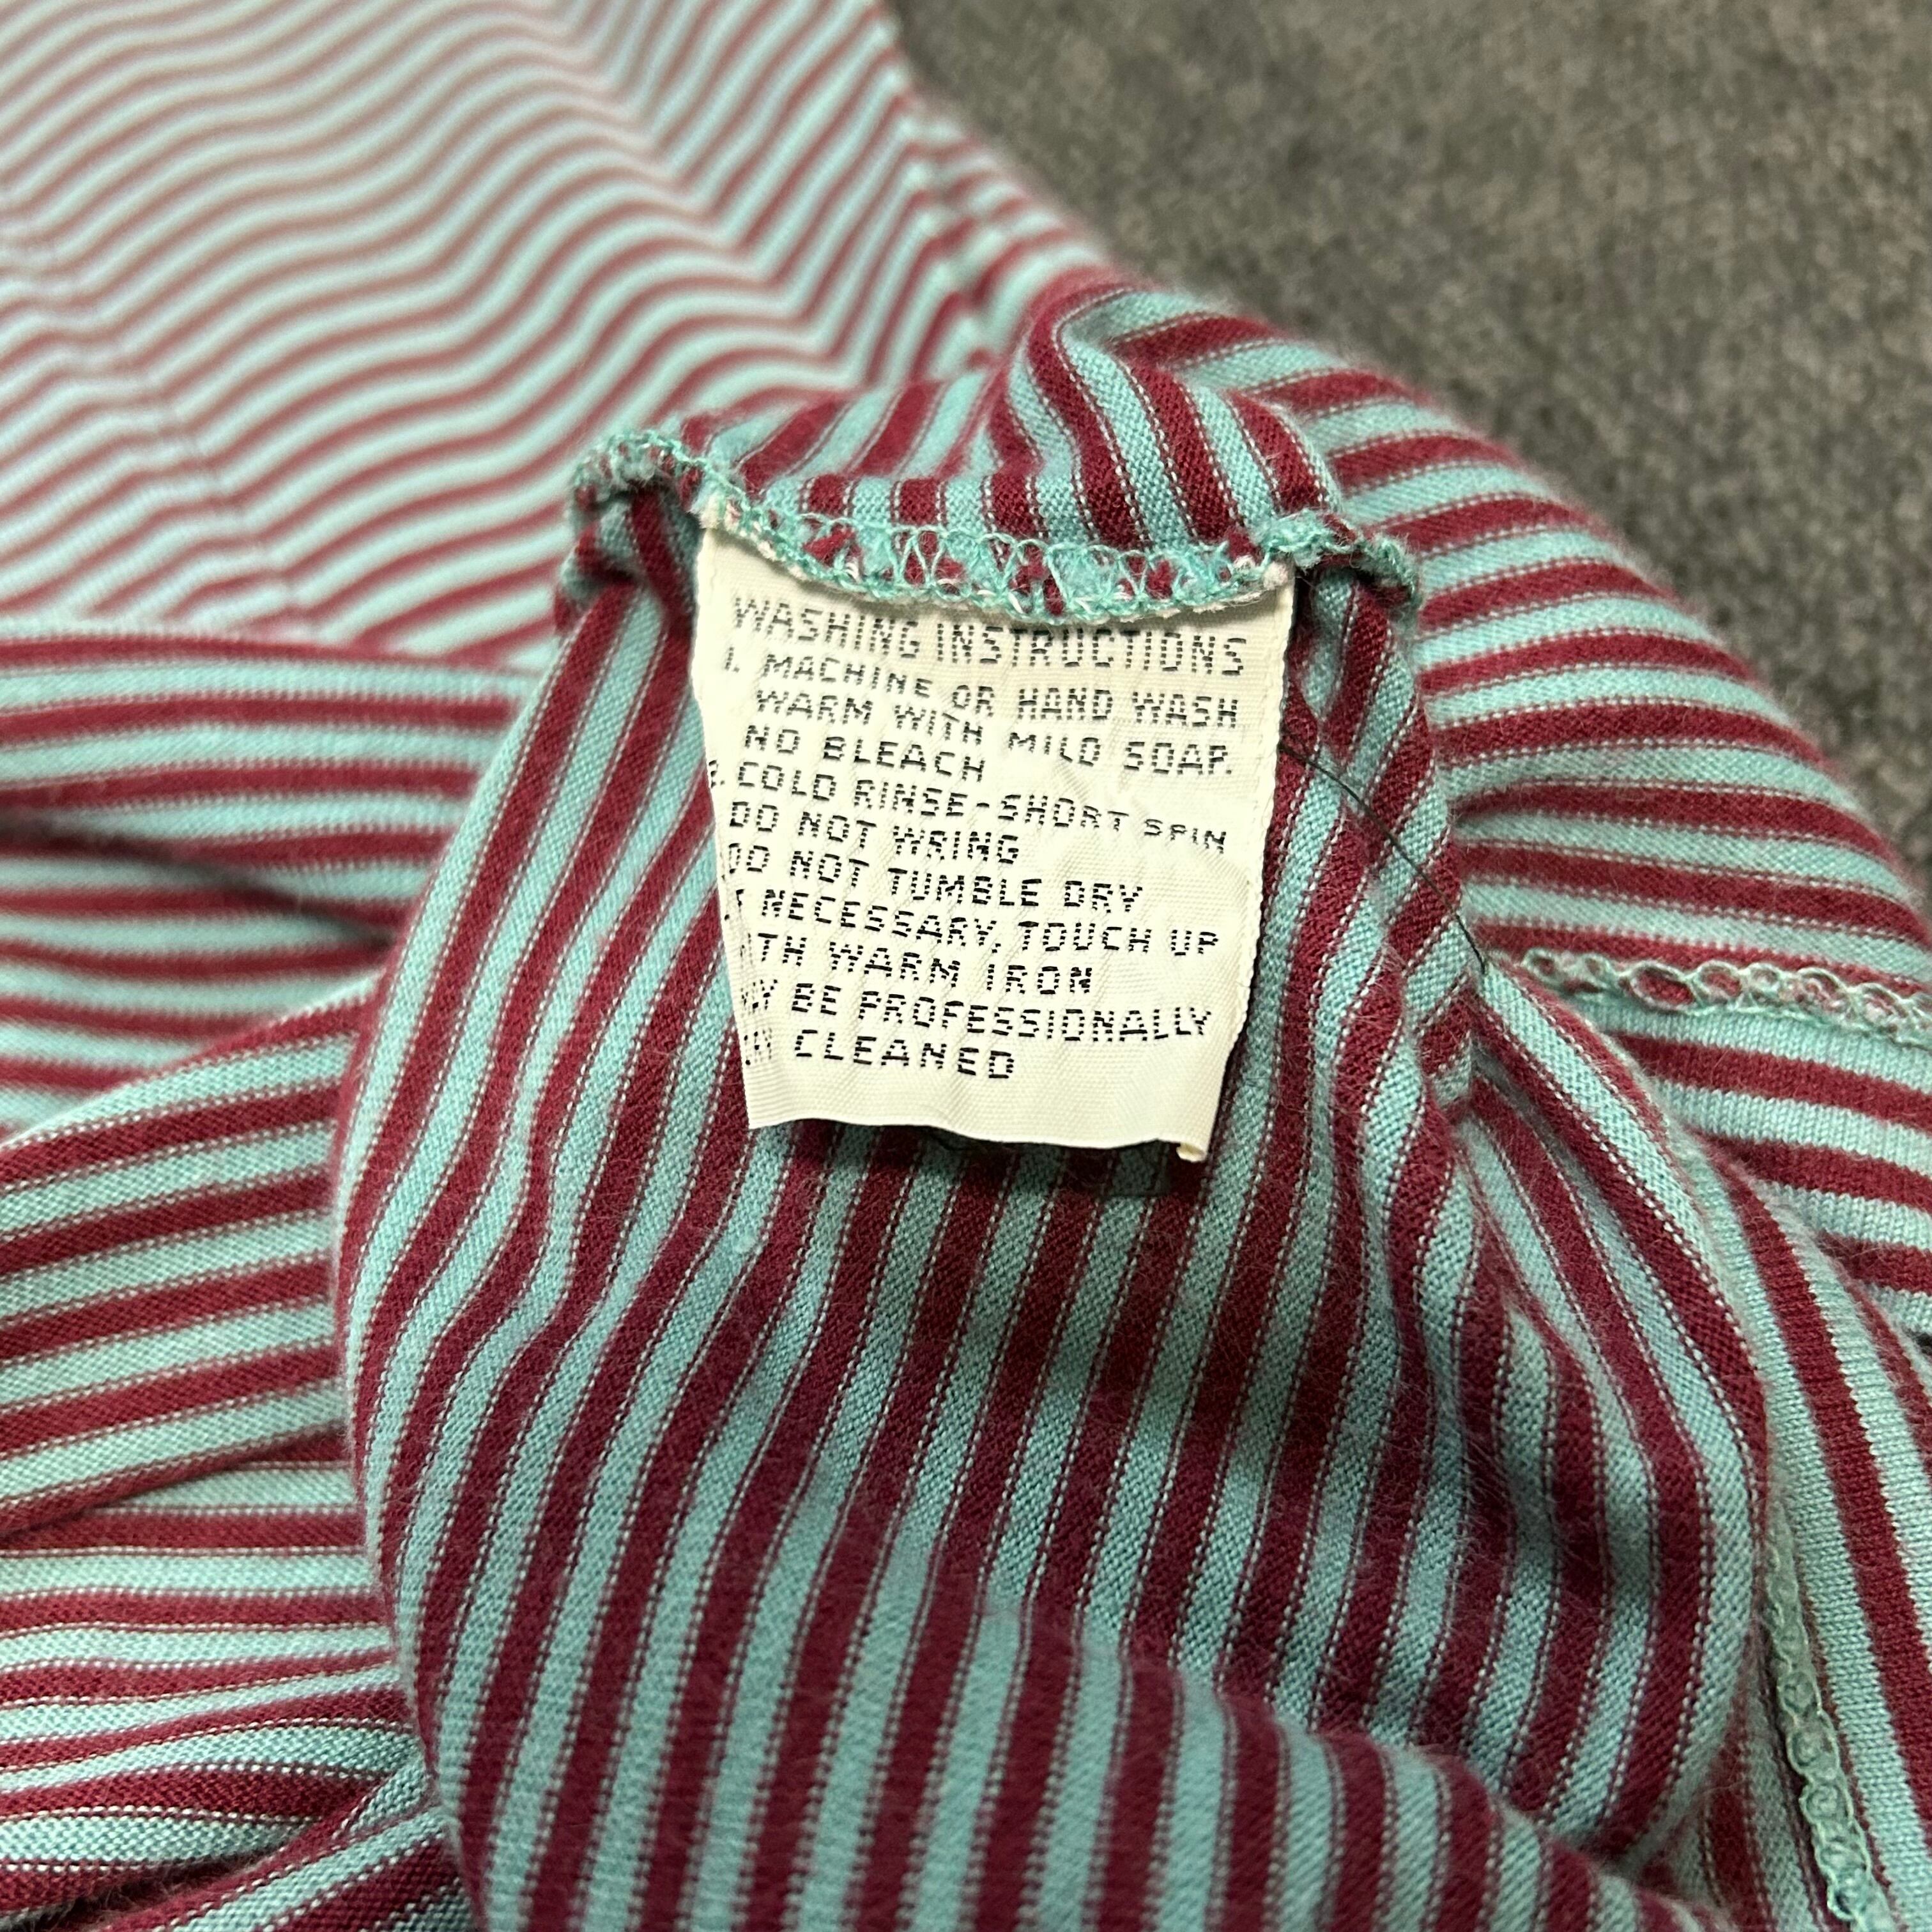 WASHING INSTRUCTIONS
1. MACHINE OR HAND WASH
WARM WITH MILD SOAP.
NO BLEACH
2. COLD RINSE-SHORT SPIN
DO NOT WRING
DO NOT TUMBLE DRY
NECESSARY, TOUCH UP
WARM IRON
BE PROFESSIONALLY
CLEANED